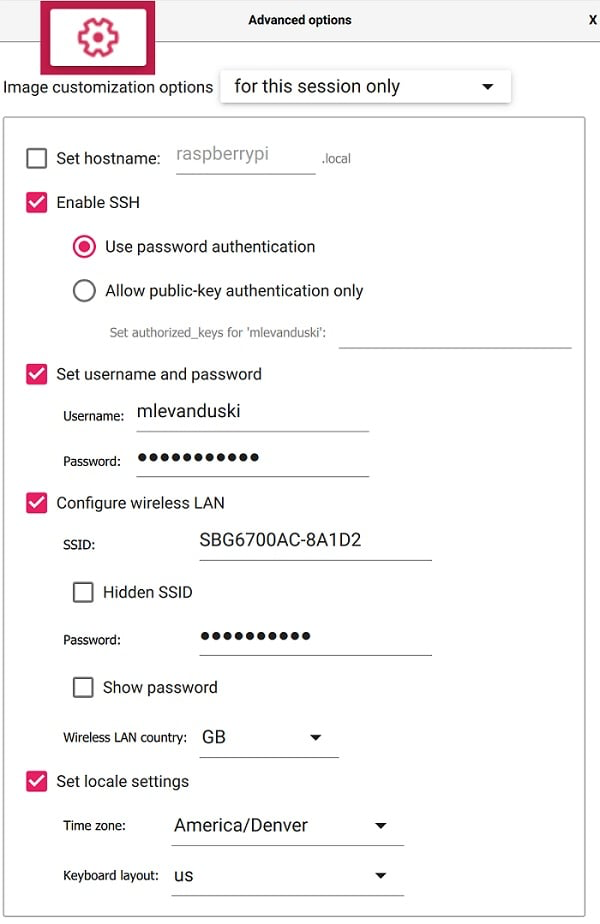 Advanced options X
Image customization options for this session only
Set hostname: raspberrypi .local
Enable SSH
Use password authentication
Allow public-key authentication only
Set authorized_keys for 'mlevanduski':
Set username and password
Username: mlevanduski
Password: ●●●●●●●●●●●
Configure wireless LAN
SSID: SBG6700AC-8A1D2
Hidden SSID
Password: ●●●●●●●●●●
Show password
Wireless LAN country: GB
Set locale settings
Time zone: America/Denver
Keyboard layout: us